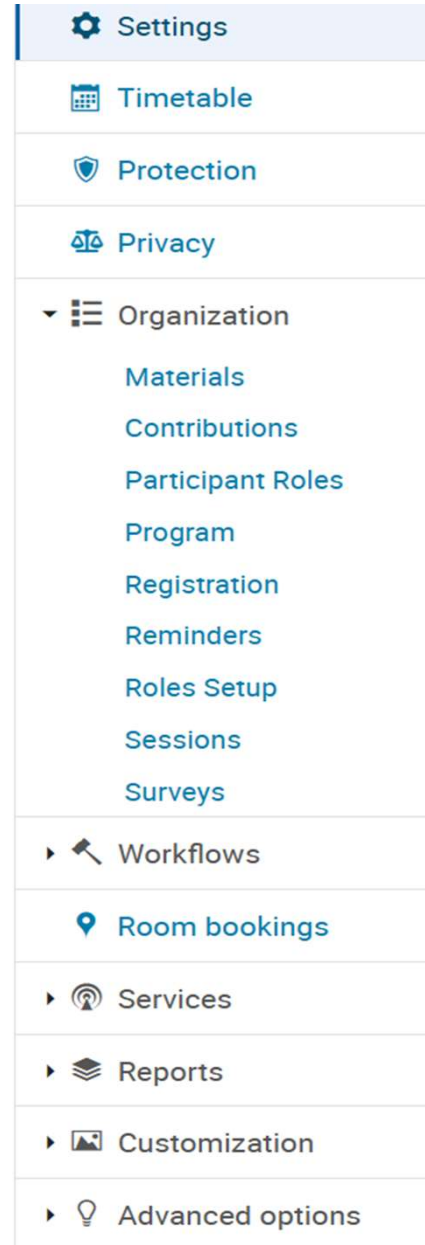 Settings
Timetable
Protection
Privacy
Organization
Materials
Contributions
Participant Roles
Program
Registration
Reminders
Roles Setup
Sessions
Surveys
Workflows
Room bookings
Services
Reports
Customization
Advanced options